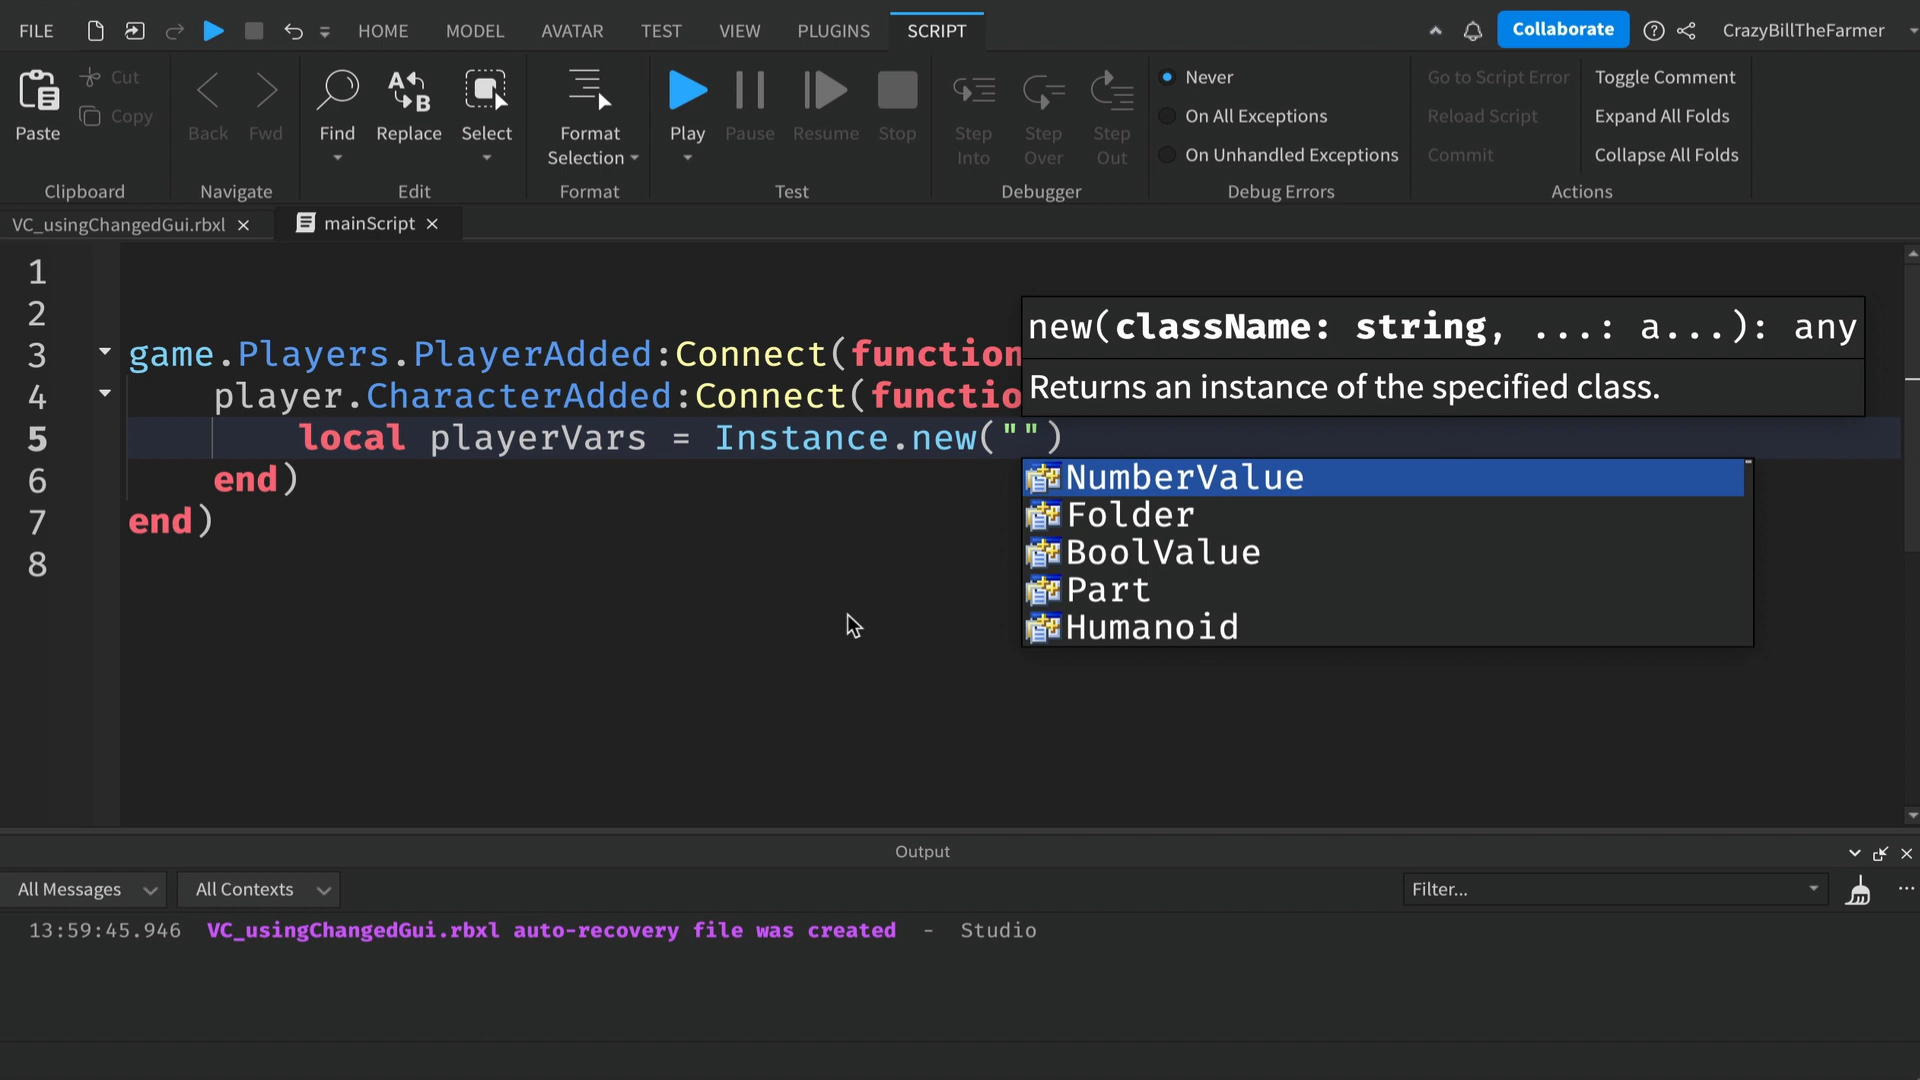 FILE HOME MODEL AVATAR TEST VIEW PLUGINS SCRIPT Collaborate CrazyBillTheFarmer
Paste Cut Copy
Clipboard
Back Fwd
Navigate
Find Replace Select
Edit
Format Selection
Format
Play Pause Resume Stop
Test
Step Into Step Over Step Out
Debugger
Never
On All Exceptions
On Unhandled Exceptions
Debug Errors
Go to Script Error Toggle Comment
Reload Script Expand All Folds
Commit Collapse All Folds
Actions
VC_usingChangedGui.rbxl mainScript
1
2
3 game.Players.PlayerAdded:Connect(function
4 player.CharacterAdded:Connect(functio
5 local playerVars = Instance.new("")
6 end)
7 end)
8
new(className: string, ...: a...): any
Returns an instance of the specified class.
NumberValue
Folder
BoolValue
Part
Humanoid
Output
All Messages All Contexts Filter...
13:59:45.946 VC_usingChangedGui.rbxl auto-recovery file was created - Studio